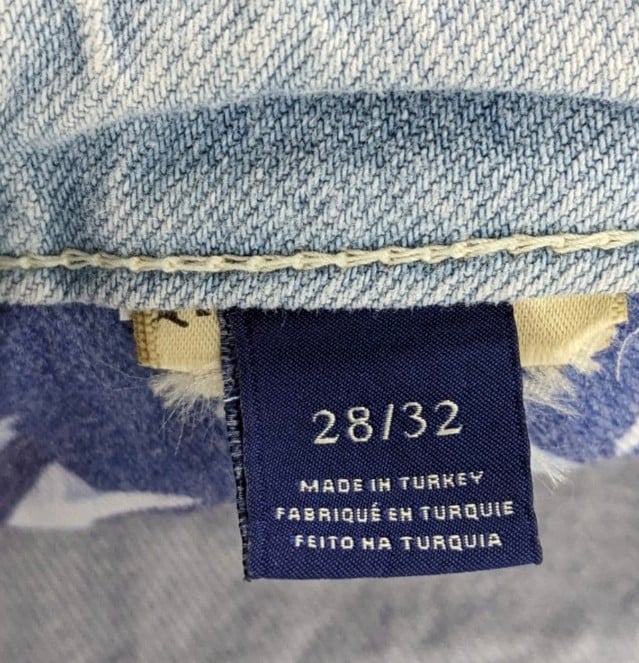 28/32
MADE IN TURKEY
FABRIQUÉ EN TURQUIE
FEITO NA TURQUIA